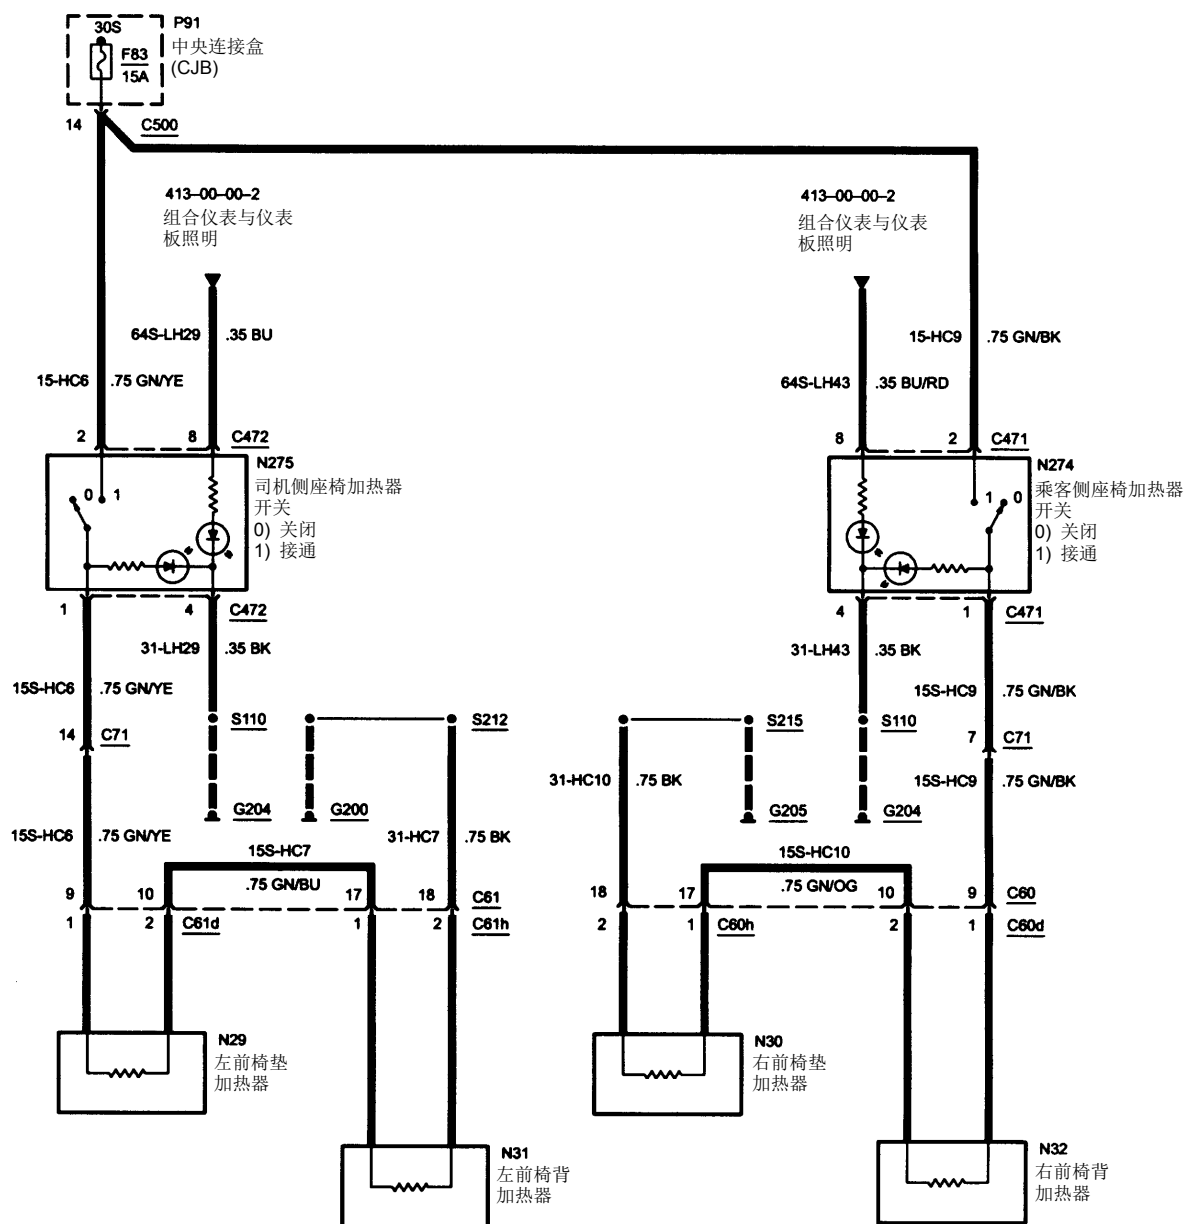 30S
P91
F83
15A
中央连接盒
(CJB)
14
C500
413–00–00–2
组合仪表与仪表
板照明
413–00–00–2
组合仪表与仪表
板照明
64S-LH29
.35 BU
15-HC9
.75 GN/BK
15-HC6
.75 GN/YE
64S-LH43
.35 BU/RD
2
8
C472
8
2
C471
N275
司机侧座椅加热器
开关
0) 关闭
1) 接通
0
1
N274
乘客侧座椅加热器
开关
0) 关闭
1) 接通
1
0
1
4
C472
4
1
C471
31-LH29
.35 BK
31-LH43
.35 BK
15S-HC6
.75 GN/YE
15S-HC9
.75 GN/BK
14
C71
S110
S212
S215
S110
7
C71
31-HC10
.75 BK
15S-HC9
.75 GN/BK
G204
G200
G205
G204
15S-HC6
.75 GN/YE
31-HC7
.75 BK
15S-HC7
.75 GN/BU
15S-HC10
.75 GN/OG
9
10
17
18
C61
18
17
10
9
C60
1
2
C61d
1
2
C61h
2
1
C60h
2
1
C60d
N29
左前椅垫
加热器
N30
右前椅垫
加热器
N31
左前椅背
加热器
N32
右前椅背
加热器